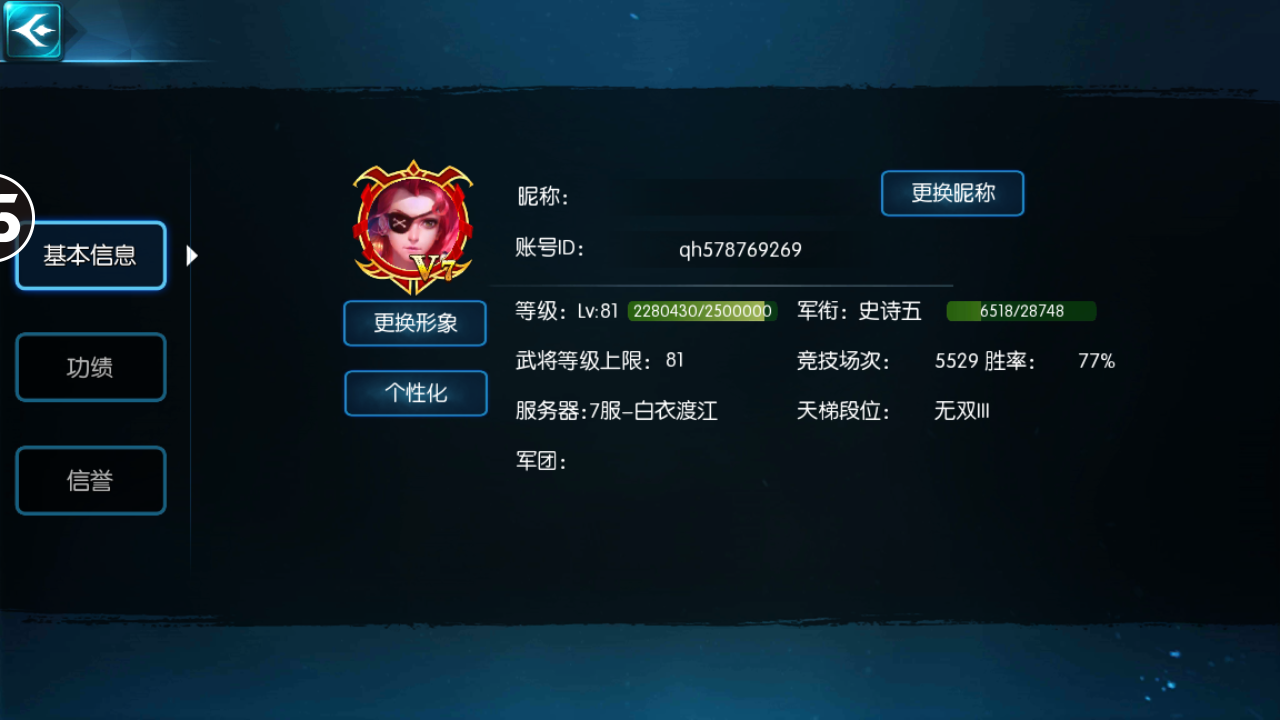 5
基本信息
功绩
信誉
V7
更换形象
个性化
昵称： 更换昵称
账号ID： qh578769269
等级：Lv:81 2280430/2500000 军衔：史诗五 6518/28748
武将等级上限：81 竞技场次： 5529 胜率： 77%
服务器:7服-白衣渡江 天梯段位： 无双III
军团：